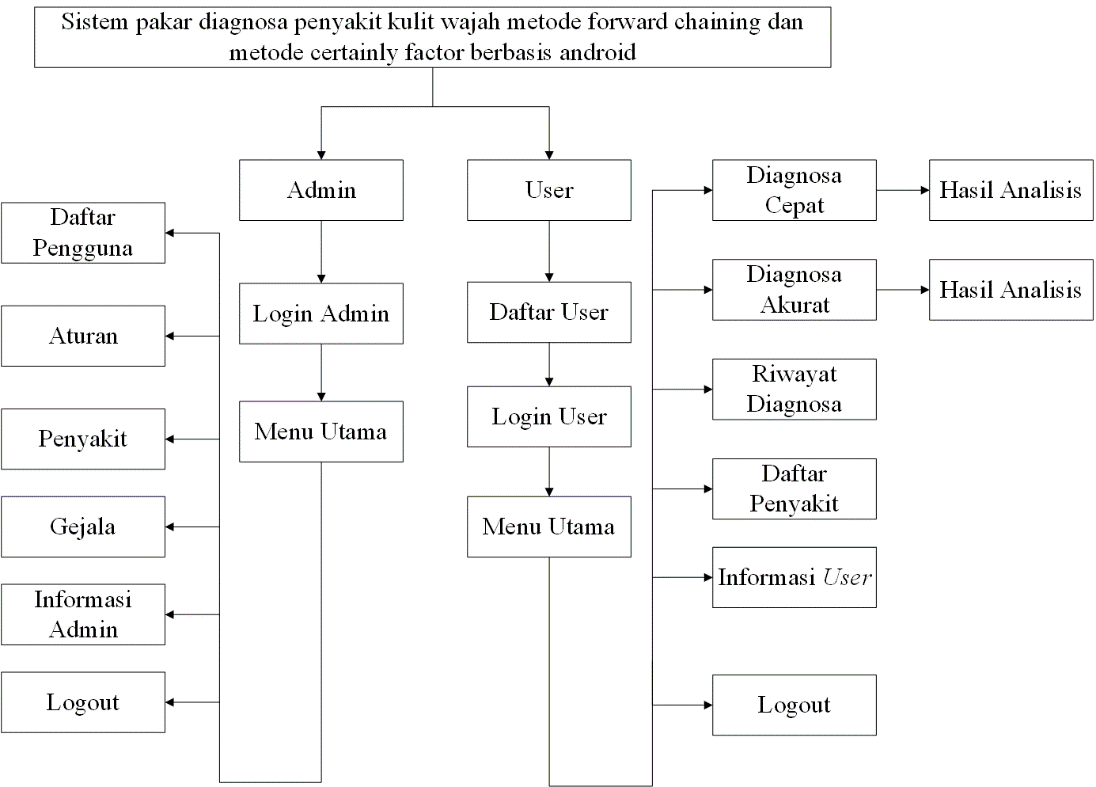 Sistem pakar diagnosa penyakit kulit wajah metode forward chaining dan
metode certainly factor berbasis android
Admin
Login Admin
Menu Utama
Daftar
Pengguna
Aturan
Penyakit
Gejala
Informasi
Admin
Logout
User
Daftar User
Login User
Menu Utama
Diagnosa
Cepat
Hasil Analisis
Diagnosa
Akurat
Hasil Analisis
Riwayat
Diagnosa
Daftar
Penyakit
Informasi User
Logout